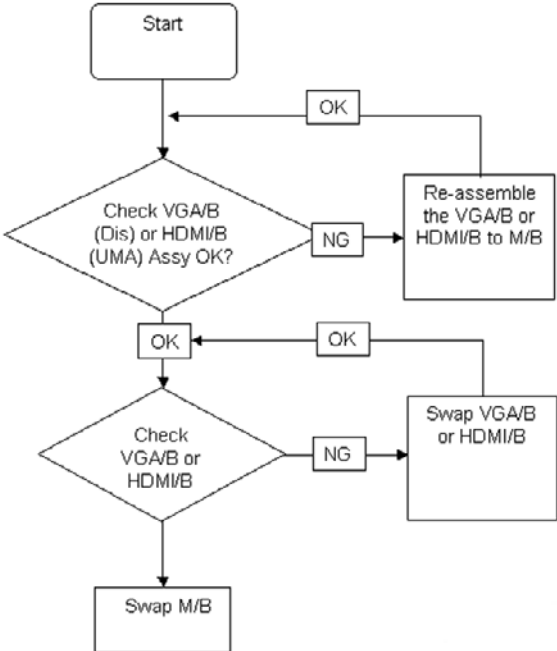 Start
OK
Check VGA/B
(Dis) or HDMI/B
(UMA) Assy OK?
NG
Re-assemble
the VGA/B or
HDMI/B to M/B
OK
OK
Check
VGA/B or
HDMI/B
NG
Swap VGA/B
or HDMI/B
Swap M/B